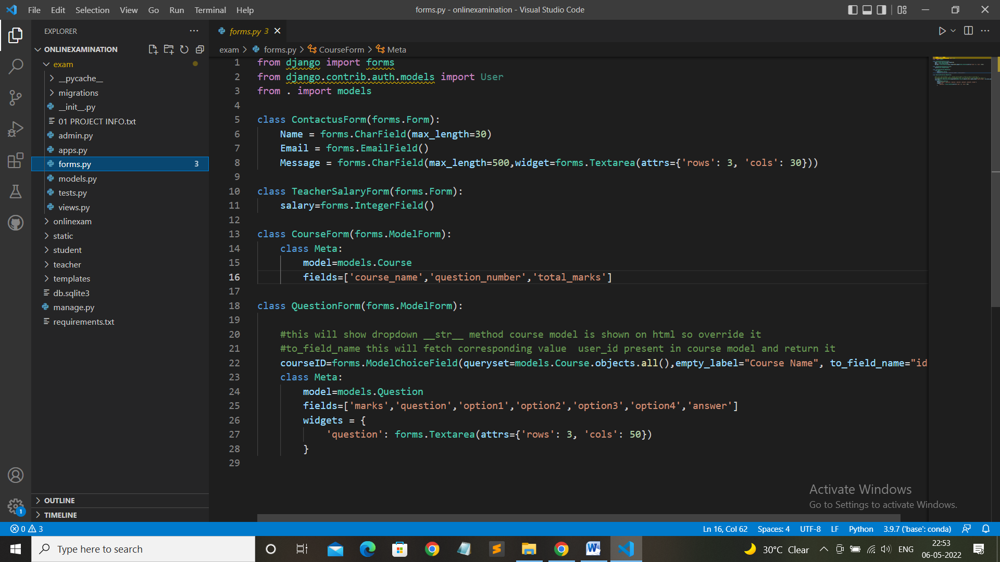 File Edit Selection View Go Run Terminal Help
forms.py - onlinexamination - Visual Studio Code
EXPLORER
forms.py 3
ONLINEXAMINATION
exam
__pycache__
migrations
__init__.py
01 PROJECT INFO.txt
admin.py
apps.py
forms.py 3
models.py
tests.py
views.py
onlinexam
static
student
teacher
templates
db.sqlite3
manage.py
requirements.txt
OUTLINE
TIMELINE
exam > forms.py > CourseForm > Meta
1 from django import forms
2 from django.contrib.auth.models import User
3 from . import models
4
5 class ContactusForm(forms.Form):
6     Name = forms.CharField(max_length=30)
7     Email = forms.EmailField()
8     Message = forms.CharField(max_length=500,widget=forms.Textarea(attrs={'rows': 3, 'cols': 30}))
9
10 class TeacherSalaryForm(forms.Form):
11     salary=forms.IntegerField()
12
13 class CourseForm(forms.ModelForm):
14     class Meta:
15         model=models.Course
16         fields=['course_name','question_number','total_marks']
17
18 class QuestionForm(forms.ModelForm):
19
20     #this will show dropdown __str__ method course model is shown on html so override it
21     #to_field_name this will fetch corresponding value  user_id present in course model and return it
22     courseID=forms.ModelChoiceField(queryset=models.Course.objects.all(),empty_label="Course Name", to_field_name="id
23     class Meta:
24         model=models.Question
25         fields=['marks','question','option1','option2','option3','option4','answer']
26         widgets = {
27             'question': forms.Textarea(attrs={'rows': 3, 'cols': 50})
28         }
29
Activate Windows
Go to Settings to activate Windows.
1
0 3
Ln 16, Col 62 Spaces: 4 UTF-8 LF Python 3.9.7 ('base': conda)
Type here to search
30°C Clear
ENG
22:53
06-05-2022